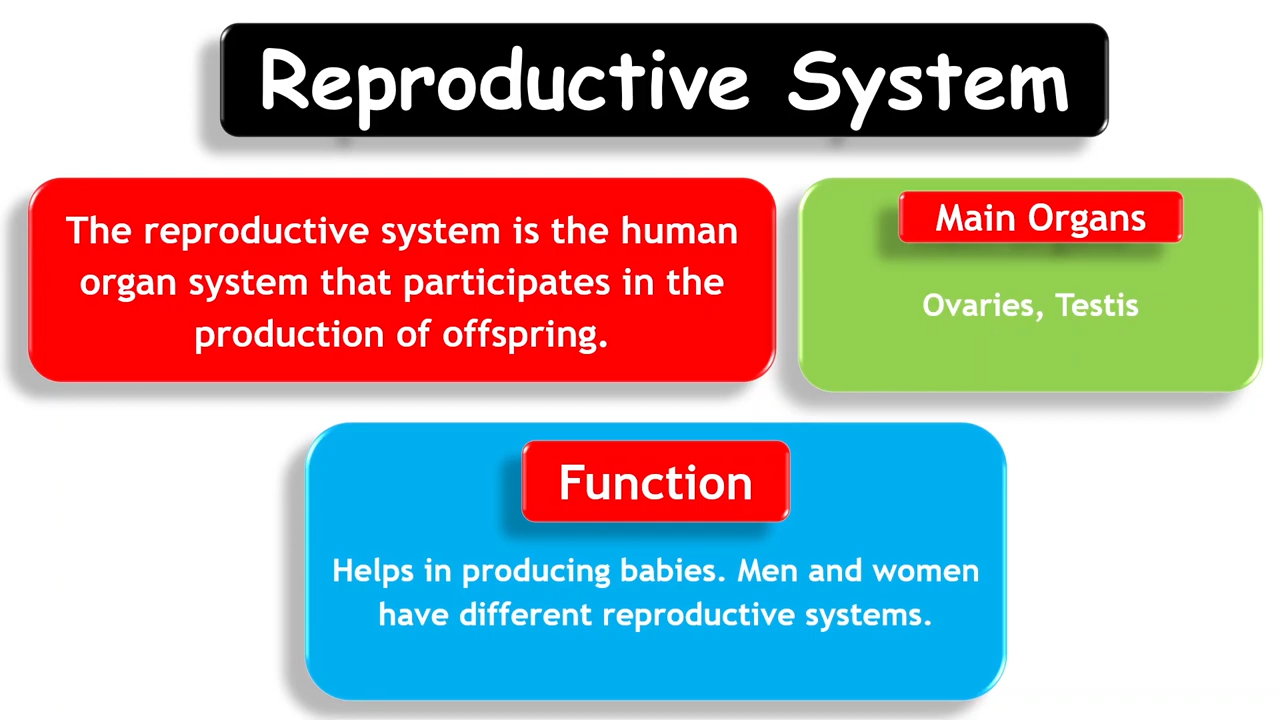 Reproductive System
The reproductive system is the human
organ system that participates in the
production of offspring.
Main Organs
Ovaries, Testis
Function
Helps in producing babies. Men and women
have different reproductive systems.